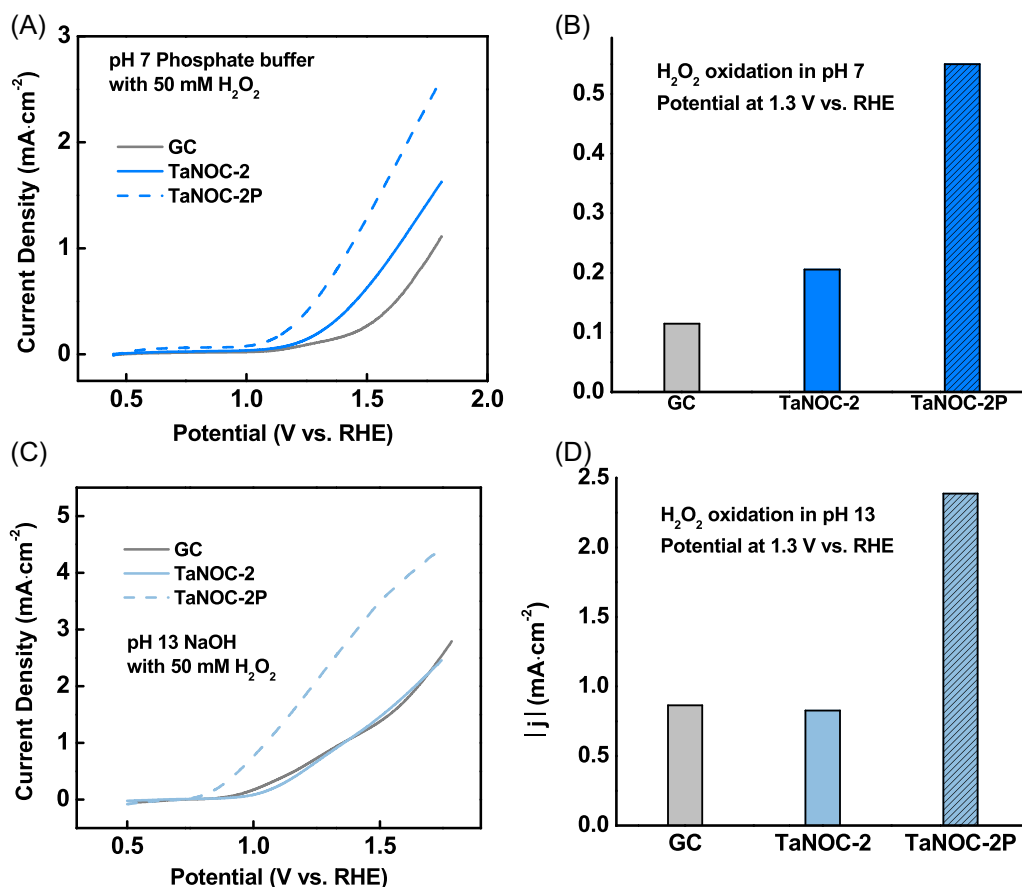 (A)
3
2
1
0
0.5 1.0 1.5 2.0
Current Density (mA·cm⁻²)
Potential (V vs. RHE)
pH 7 Phosphate buffer
with 50 mM H₂O₂
GC
TaNOC-2
TaNOC-2P
(B)
0.5
0.4
0.3
0.2
0.1
0.0
H₂O₂ oxidation in pH 7
Potential at 1.3 V vs. RHE
GC TaNOC-2 TaNOC-2P
(C)
5
4
3
2
1
0
0.5 1.0 1.5
Current Density (mA·cm⁻²)
Potential (V vs. RHE)
GC
TaNOC-2
TaNOC-2P
pH 13 NaOH
with 50 mM H₂O₂
(D)
2.5
2.0
1.5
1.0
0.5
0.0
|j| (mA·cm⁻²)
H₂O₂ oxidation in pH 13
Potential at 1.3 V vs. RHE
GC TaNOC-2 TaNOC-2P